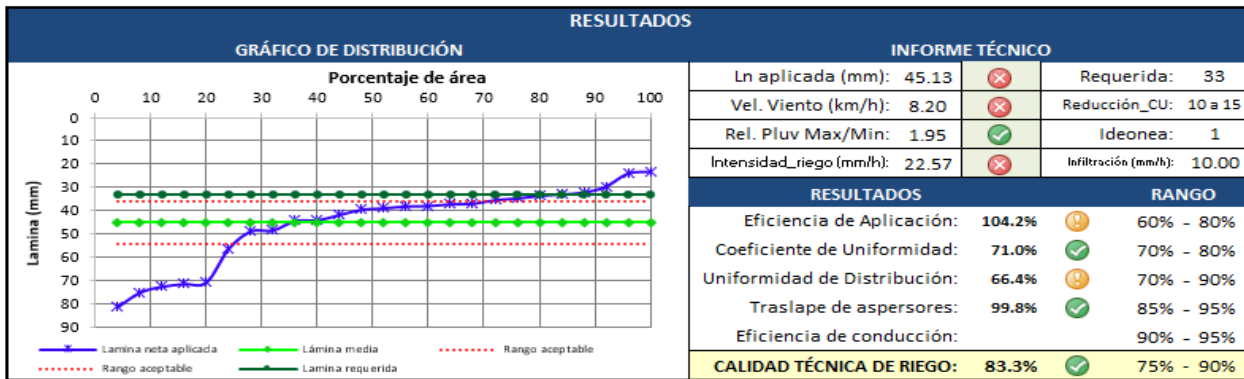 RESULTADOS
GRÁFICO DE DISTRIBUCIÓN
Porcentaje de área
0 10 20 30 40 50 60 70 80 90 100
Lamina (mm)
0
10
20
30
40
50
60
70
80
90
Lamina neta aplicada Lámina media Rango aceptable
Rango aceptable Lamina requerida
INFORME TÉCNICO
Ln aplicada (mm): 45.13 Requerida: 33
Vel. Viento (km/h): 8.20 Reducción_CU: 10 a 15
Rel. Pluv Max/Min: 1.95 Ideonea: 1
Intensidad_riego (mm/h): 22.57 Infiltración (mm/h): 10.00
RESULTADOS RANGO
Eficiencia de Aplicación: 104.2% 60% - 80%
Coeficiente de Uniformidad: 71.0% 70% - 80%
Uniformidad de Distribución: 66.4% 70% - 90%
Traslape de aspersores: 99.8% 85% - 95%
Eficiencia de conducción: 90% - 95%
CALIDAD TÉCNICA DE RIEGO: 83.3% 75% - 90%